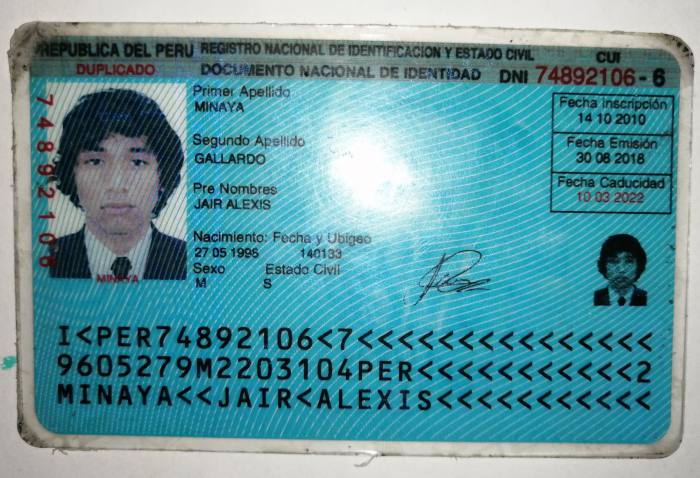 REPUBLICA DEL PERU REGISTRO NACIONAL DE IDENTIFICACION Y ESTADO CIVIL
CUI
DUPLICADO DOCUMENTO NACIONAL DE IDENTIDAD DNI 74892106 - 6
74892106
MINAYA
Primer Apellido
MINAYA
Segundo Apellido
GALLARDO
Pre Nombres
JAIR ALEXIS
Nacimiento: Fecha y Ubigeo
27 05 1996 140133
Sexo Estado Civil
M S
Fecha Inscripción
14 10 2010
Fecha Emisión
30 08 2018
Fecha Caducidad
10 03 2022
I<PER74892106<7<<<<<<<<<<<<<<<
9605279M2203104PER<<<<<<<<<<<2
MINAYA<<JAIR<ALEXIS<<<<<<<<<<<